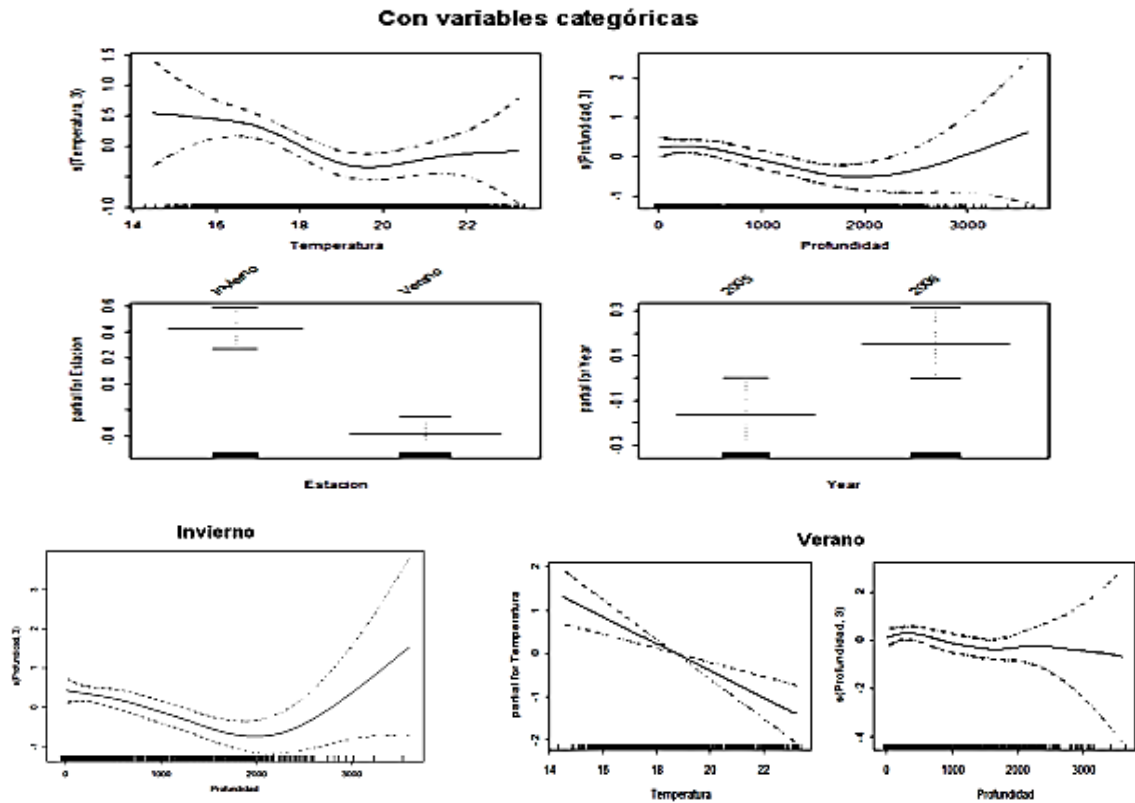 Con variables categóricas
s(Temperatura, 3)
1.5
1.0
0.5
0.0
-1.0
14 16 18 20 22
Temperatura
s(Profundidad, 3)
2
1
0
-1
0 1000 2000 3000
Profundidad
Invierno Verano
partial for Estacion
0.6
0.4
0.2
0.0
-0.4
Estacion
2005 2006
partial for Year
0.3
0.1
-0.1
-0.3
Year
Invierno
3
2
1
0
-1
0 1000 2000 3000
Profundidad
Verano
partial for Temperatura
2
1
0
-1
-2
14 16 18 20 22
Temperatura
s(Profundidad, 3)
2
0
-2
-4
0 1000 2000 3000
Profundidad